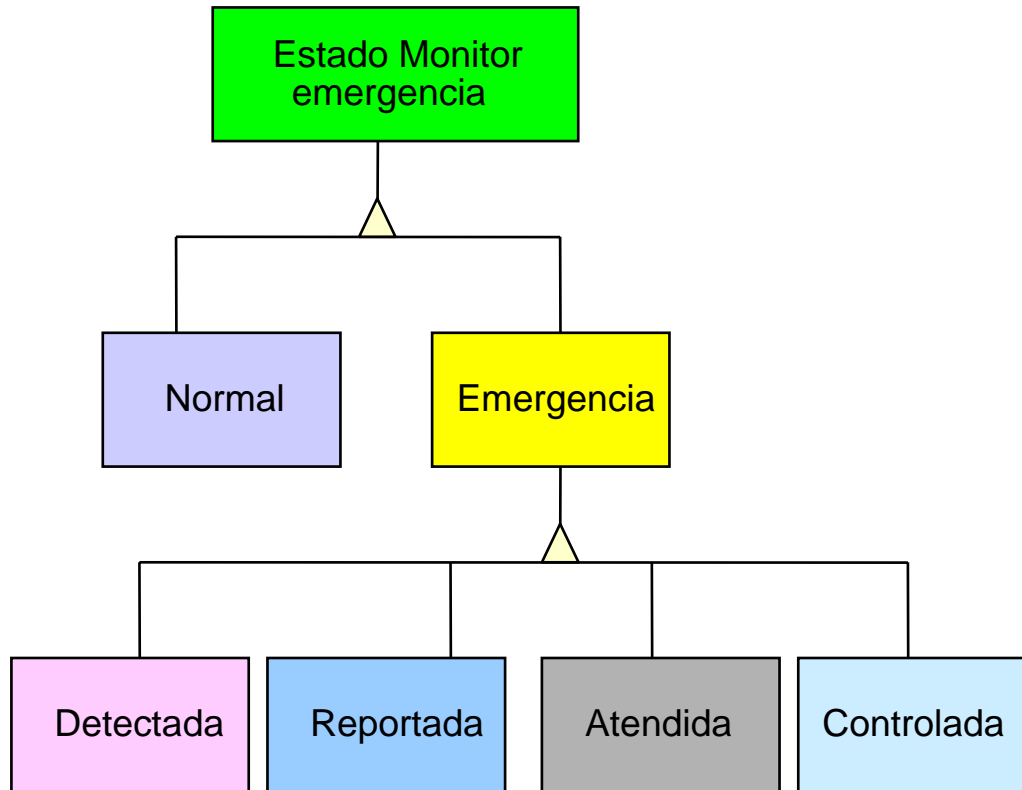 Estado Monitor
emergencia
Normal
Emergencia
Detectada
Reportada
Atendida
Controlada